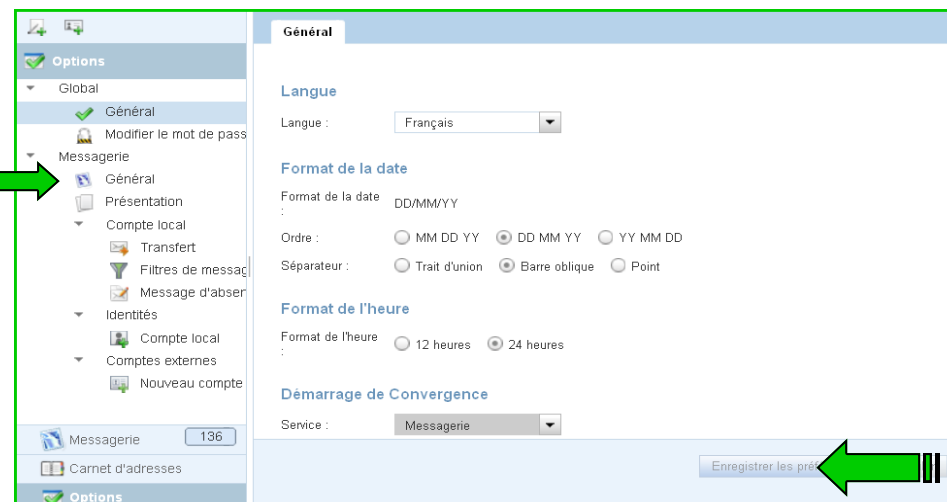 Options
Global
Général
Modifier le mot de pass
Messagerie
Général
Présentation
Compte local
Transfert
Filtres de messag
Message d'absen
Identités
Compte local
Comptes externes
Nouveau compte
Messagerie 136
Carnet d'adresses
Options
Général
Langue
Langue : Français
Format de la date
Format de la date
: DD/MM/YY
Ordre : MM DD YY DD MM YY YY MM DD
Séparateur : Trait d'union Barre oblique Point
Format de l'heure
Format de l'heure
: 12 heures 24 heures
Démarrage de Convergence
Service : Messagerie
Enregistrer les préf